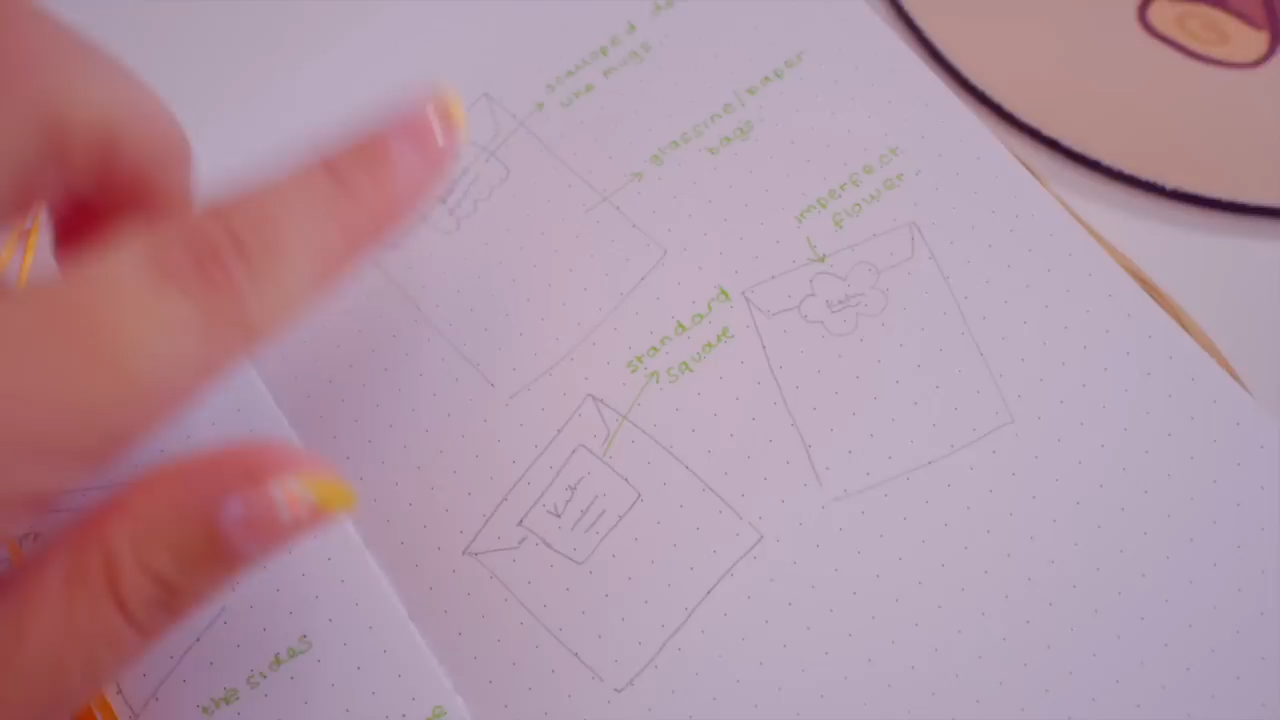 scalloped
like mugs
glassine/paper
bags.
imperfect
flower.
standard
square
the sides